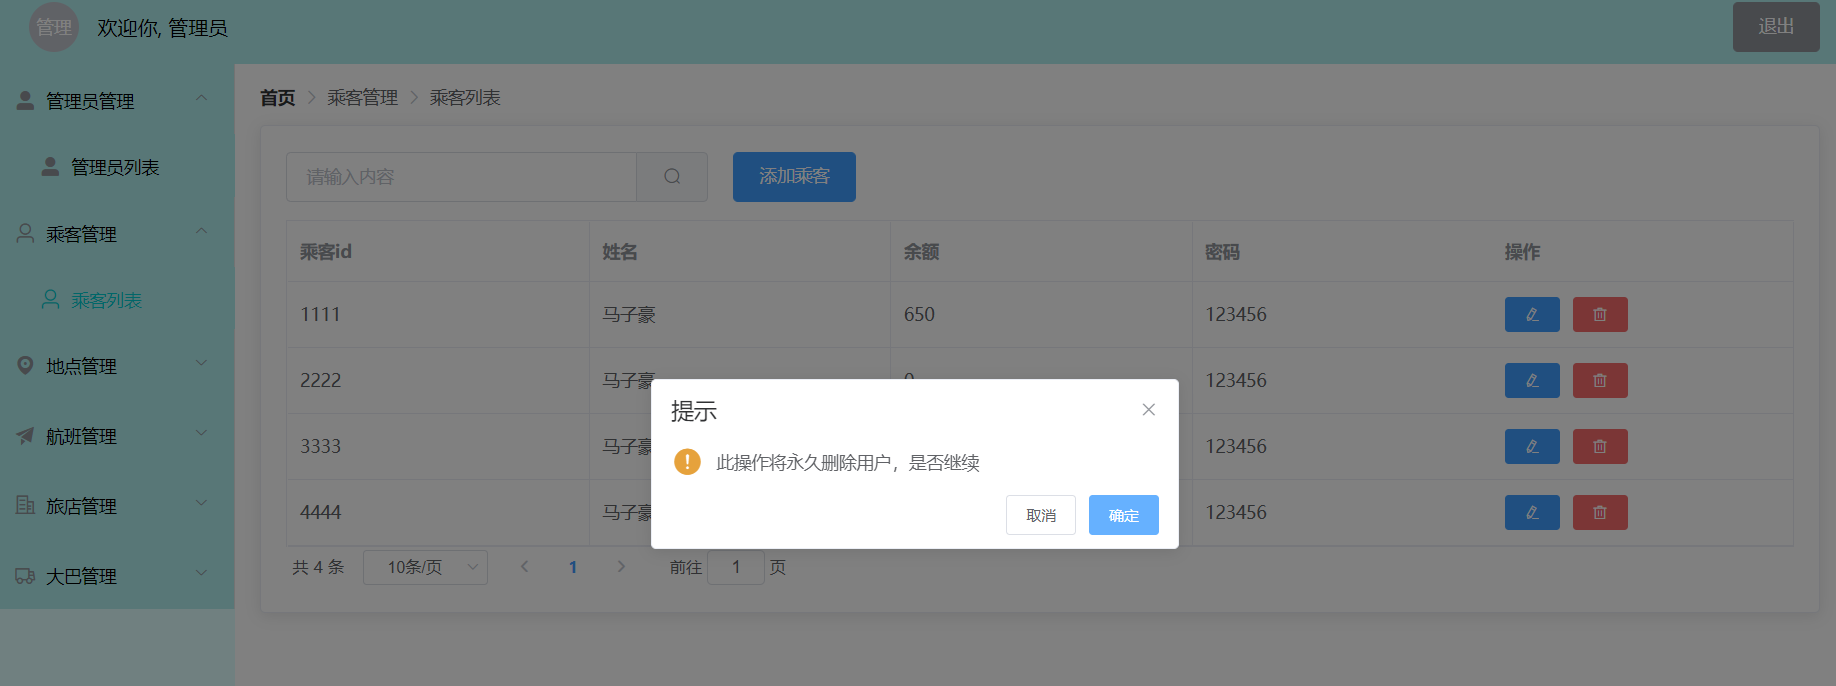 管理 欢迎你, 管理员 退出
管理员管理
管理员列表
乘客管理
乘客列表
地点管理
航班管理
旅店管理
大巴管理
首页 > 乘客管理 > 乘客列表
请输入内容 添加乘客
乘客id 姓名 余额 密码 操作
1111 马子豪 650 123456
2222 马子豪 0 123456
3333 马子豪 123456
4444 马子豪 123456
提示
此操作将永久删除用户，是否继续
取消 确定
共 4 条 10条/页 1 前往 1 页